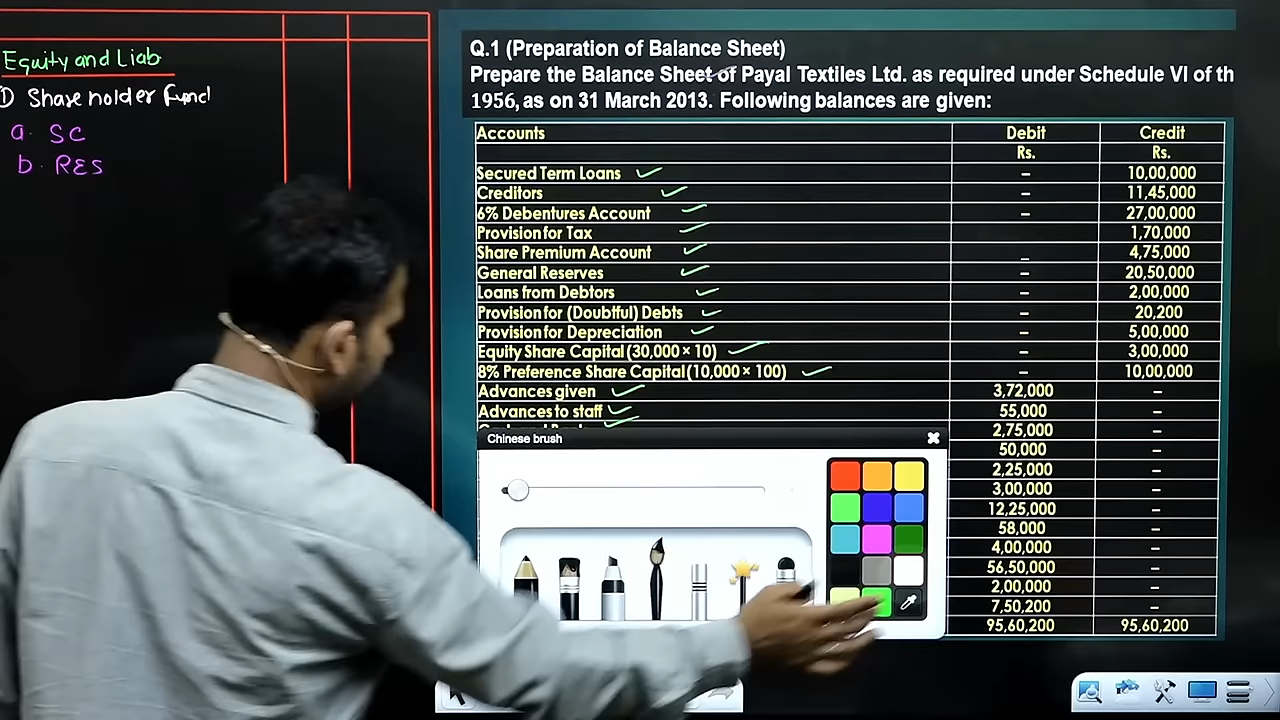 Equity and Liab
① Shareholder Fund
a. SC
b. RES
Q.1 (Preparation of Balance Sheet)
Prepare the Balance Sheet of Payal Textiles Ltd. as required under Schedule VI of th
1956, as on 31 March 2013. Following balances are given:
Accounts Debit Credit
Rs. Rs.
Secured Term Loans – 10,00,000
Creditors – 11,45,000
6% Debentures Account – 27,00,000
Provision for Tax 1,70,000
Share Premium Account – 4,75,000
General Reserves – 20,50,000
Loans from Debtors – 2,00,000
Provision for (Doubtful) Debts – 20,200
Provision for Depreciation – 5,00,000
Equity Share Capital (30,000 × 10) – 3,00,000
8% Preference Share Capital (10,000 × 100) – 10,00,000
Advances given 3,72,000 –
Advances to staff 55,000 –
2,75,000 –
Chinese brush
50,000 –
2,25,000 –
3,00,000 –
12,25,000 –
58,000 –
4,00,000 –
56,50,000 –
2,00,000 –
7,50,200 –
95,60,200 95,60,200